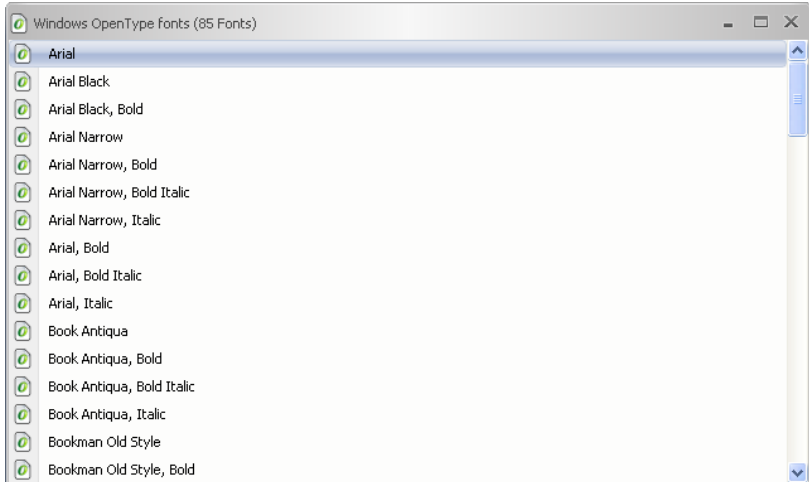 Windows OpenType fonts (85 Fonts)
Arial
Arial Black
Arial Black, Bold
Arial Narrow
Arial Narrow, Bold
Arial Narrow, Bold Italic
Arial Narrow, Italic
Arial, Bold
Arial, Bold Italic
Arial, Italic
Book Antiqua
Book Antiqua, Bold
Book Antiqua, Bold Italic
Book Antiqua, Italic
Bookman Old Style
Bookman Old Style, Bold